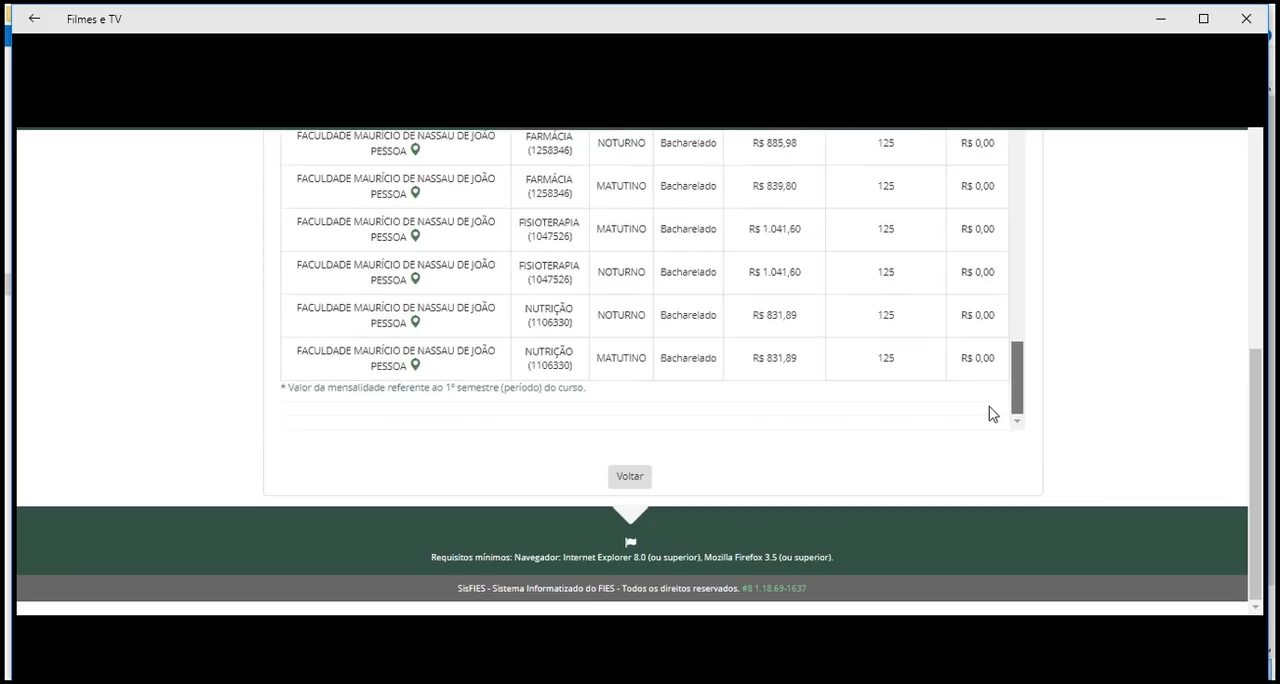 Filmes e TV
FACULDADE MAURÍCIO DE NASSAU DE JOÃO PESSOA FARMÁCIA (1258346) NOTURNO Bacharelado R$ 885,98 125 R$ 0,00
FACULDADE MAURÍCIO DE NASSAU DE JOÃO PESSOA FARMÁCIA (1258346) MATUTINO Bacharelado R$ 839,80 125 R$ 0,00
FACULDADE MAURÍCIO DE NASSAU DE JOÃO PESSOA FISIOTERAPIA (1047526) MATUTINO Bacharelado R$ 1.041,60 125 R$ 0,00
FACULDADE MAURÍCIO DE NASSAU DE JOÃO PESSOA FISIOTERAPIA (1047526) NOTURNO Bacharelado R$ 1.041,60 125 R$ 0,00
FACULDADE MAURÍCIO DE NASSAU DE JOÃO PESSOA NUTRIÇÃO (1106330) NOTURNO Bacharelado R$ 831,89 125 R$ 0,00
FACULDADE MAURÍCIO DE NASSAU DE JOÃO PESSOA NUTRIÇÃO (1106330) MATUTINO Bacharelado R$ 831,89 125 R$ 0,00
* Valor da mensalidade referente ao 1º semestre (período) do curso.
Voltar
Requisitos mínimos: Navegador: Internet Explorer 8.0 (ou superior), Mozilla Firefox 3.5 (ou superior).
SisFIES - Sistema Informatizado do FIES - Todos os direitos reservados. #8 1.18.69-1637